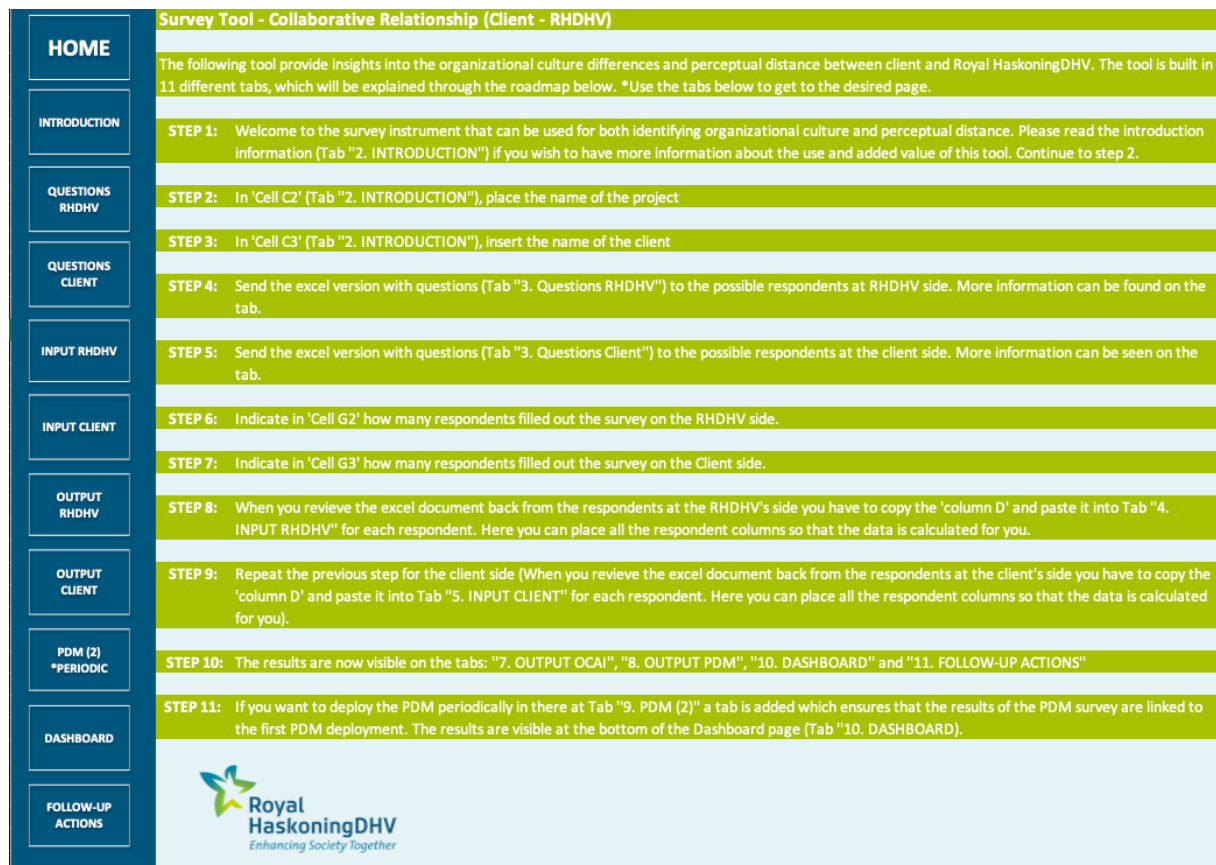 Survey Tool - Collaborative Relationship (Client - RHDHV)
The following tool provide insights into the organizational culture differences and perceptual distance between client and Royal HaskoningDHV. The tool is built in
11 different tabs, which will be explained through the roadmap below. *Use the tabs below to get to the desired page.
HOME
INTRODUCTION
QUESTIONS
RHDHV
QUESTIONS
CLIENT
INPUT RHDHV
INPUT CLIENT
OUTPUT
RHDHV
OUTPUT
CLIENT
PDM (2)
*PERIODIC
DASHBOARD
FOLLOW-UP
ACTIONS
STEP 1: Welcome to the survey instrument that can be used for both identifying organizational culture and perceptual distance. Please read the introduction
information (Tab "2. INTRODUCTION") if you wish to have more information about the use and added value of this tool. Continue to step 2.
STEP 2: In 'Cell C2' (Tab "2. INTRODUCTION"), place the name of the project
STEP 3: In 'Cell C3' (Tab "2. INTRODUCTION"), insert the name of the client
STEP 4: Send the excel version with questions (Tab "3. Questions RHDHV") to the possible respondents at RHDHV side. More information can be found on the
tab.
STEP 5: Send the excel version with questions (Tab "3. Questions Client") to the possible respondents at the client side. More information can be seen on the
tab.
STEP 6: Indicate in 'Cell G2' how many respondents filled out the survey on the RHDHV side.
STEP 7: Indicate in 'Cell G3' how many respondents filled out the survey on the Client side.
STEP 8: When you revieve the excel document back from the respondents at the RHDHV's side you have to copy the 'column D' and paste it into Tab "4.
INPUT RHDHV" for each respondent. Here you can place all the respondent columns so that the data is calculated for you.
STEP 9: Repeat the previous step for the client side (When you revieve the excel document back from the respondents at the client's side you have to copy the
'column D' and paste it into Tab "5. INPUT CLIENT" for each respondent. Here you can place all the respondent columns so that the data is calculated
for you).
STEP 10: The results are now visible on the tabs: "7. OUTPUT OCAI", "8. OUTPUT PDM", "10. DASHBOARD" and "11. FOLLOW-UP ACTIONS"
STEP 11: If you want to deploy the PDM periodically in there at Tab "9. PDM (2)" a tab is added which ensures that the results of the PDM survey are linked to
the first PDM deployment. The results are visible at the bottom of the Dashboard page (Tab "10. DASHBOARD).
Royal
HaskoningDHV
Enhancing Society Together